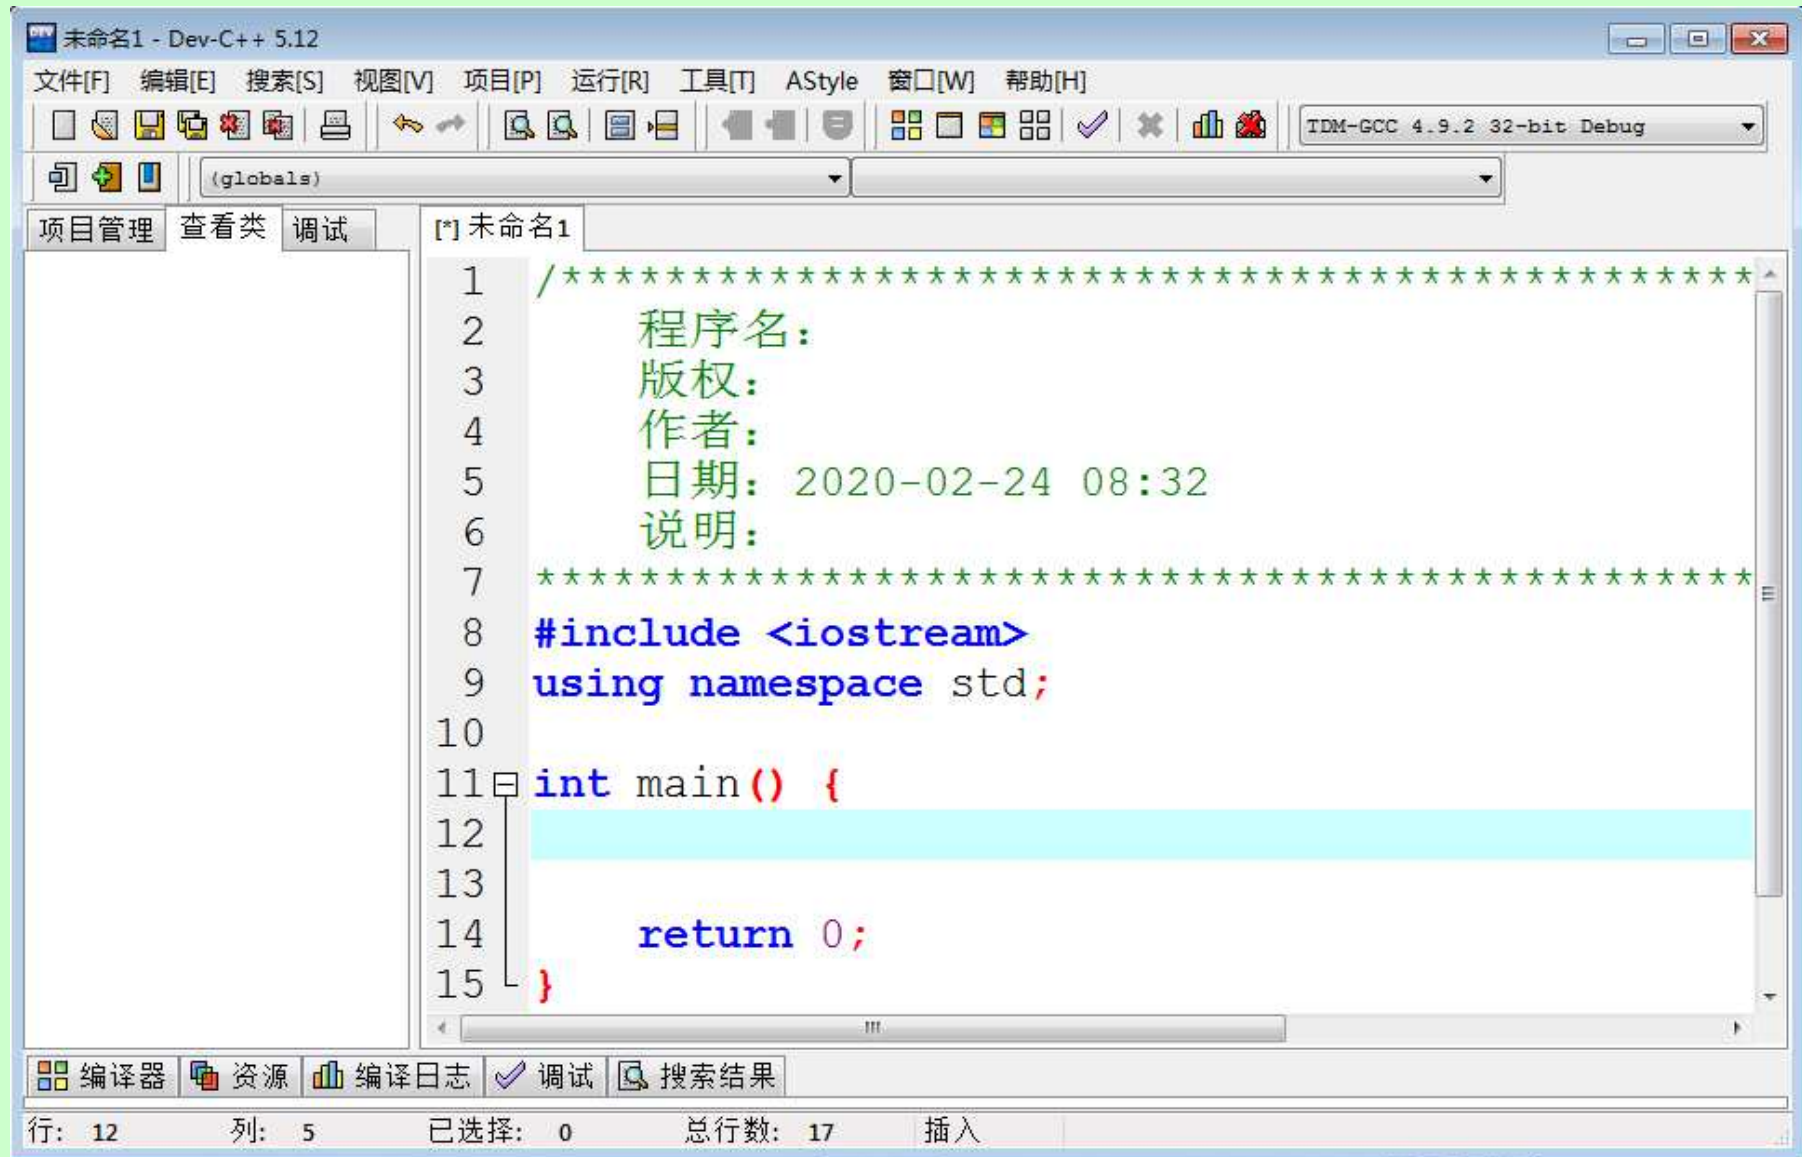 未命名1 - Dev-C++ 5.12
文件[F] 编辑[E] 搜索[S] 视图[V] 项目[P] 运行[R] 工具[T] AStyle 窗口[W] 帮助[H]
TDM-GCC 4.9.2 32-bit Debug
(globals)
项目管理 查看类 调试 [*] 未命名1
1 /***********************************************
2 程序名：
3 版权：
4 作者：
5 日期：2020-02-24 08:32
6 说明：
7 ***********************************************
8 #include <iostream>
9 using namespace std;
10
11 int main() {
12
13
14 return 0;
15 }
编译器 资源 编译日志 调试 搜索结果
行: 12 列: 5 已选择: 0 总行数: 17 插入